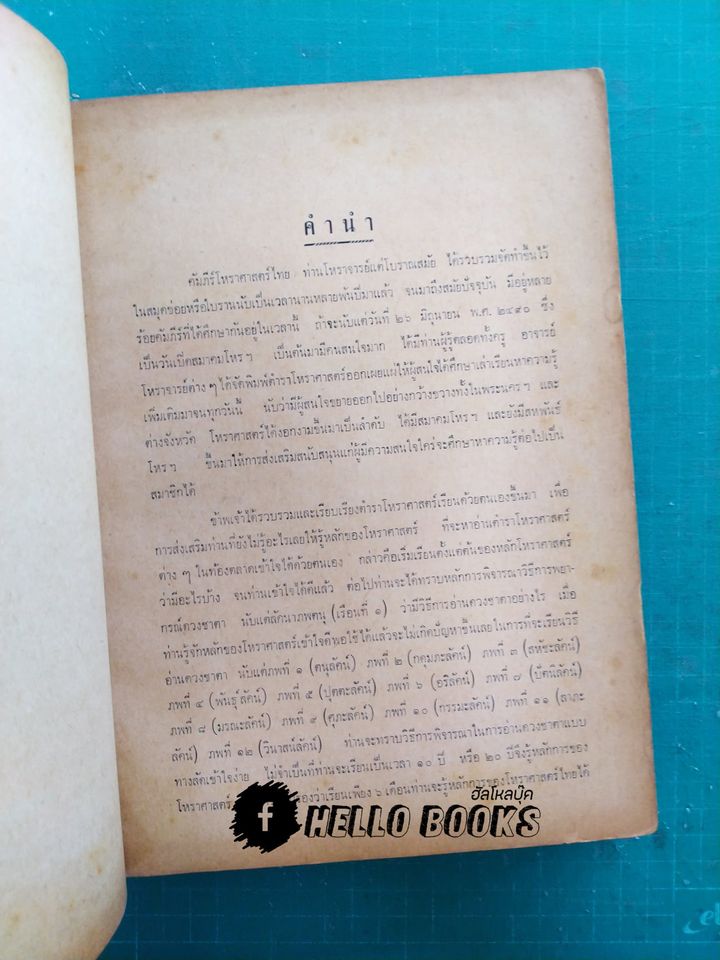 คำนำ
คัมภีร์โหราศาสตร์ไทย ท่านโหราจารย์แต่โบราณสมัย ได้รวบรวมจัดทำขึ้นไว้
ในสมุดข่อยหรือใบรานนับเป็นเวลานานหลายพันปีมาแล้ว จนมาถึงสมัยปัจจุบัน มีอยู่หลาย
ร้อยคัมภีร์ที่ได้ศึกษากันอยู่ในเวลานี้ ถ้าจะนับแต่วันที่ ๒๖ มิถุนายน พ.ศ. ๒๔๙๐ ซึ่ง
เป็นวันเปิดสมาคมโหร ฯ เป็นต้นมามีคนสนใจมาก ได้มีท่านผู้รู้ตลอดทั้งครู อาจารย์
โหราจารย์ต่าง ๆ ได้จัดพิมพ์ตำราโหราศาสตร์ออกเผยแผ่ให้ผู้สนใจได้ศึกษาเล่าเรียนหาความรู้
เพิ่มเติมมาจนทุกวันนี้ นับว่ามีผู้สนใจขยายออกไปอย่างกว้างขวางทั้งในพระนคร ฯ และ
ต่างจังหวัด โหราศาสตร์ได้งอกงามขึ้นมาเป็นลำดับ ได้มีสมาคมโหร ฯ และยังมีสหพันธ์
โหร ฯ ขึ้นมาให้การส่งเสริมสนับสนุนแก่ผู้มีความสนใจใคร่จะศึกษาหาความรู้ต่อไปเป็น
สมาชิกได้
ข้าพเจ้าได้รวบรวมและเรียบเรียงตำราโหราศาสตร์เรียนด้วยตนเองขึ้นมา เพื่อ
การส่งเสริมท่านที่ยังไม่รู้อะไรเลยให้รู้หลักของโหราศาสตร์ ที่จะหาอ่านตำราโหราศาสตร์
ต่าง ๆ ในท้องตลาดเข้าใจได้ด้วยตนเอง กล่าวคือเริ่มเรียนตั้งแต่ต้นของหลักโหราศาสตร์
ว่ามีอะไรบ้าง จนท่านเข้าใจได้ดีแล้ว ต่อไปท่านจะได้ทราบหลักการพิจารณาวิธีการพยา-
กรณ์ดวงชาตา นับแต่ลัคนาภพตนุ (เรือนที่ ๑) ว่ามีวิธีการอ่านดวงชาตาอย่างไร เมื่อ
ท่านรู้จักหลักของโหราศาสตร์เข้าใจดีพอใช้ได้แล้วจะไม่เกิดปัญหาขึ้นเลยในการที่จะเรียนวิธี
อ่านดวงชาตา นับแต่ภพที่ ๑ (ตนุลัคน์) ภพที่ ๒ (กดุมภะลัคน์) ภพที่ ๓ (สหัชะลัคน์)
ภพที่ ๔ (พันธุ์ลัคน์) ภพที่ ๕ (ปุตตะลัคน์) ภพที่ ๖ (อริลัคน์) ภพที่ ๗ (ปัตนิลัคน์)
ภพที่ ๘ (มรณะลัคน์) ภพที่ ๙ (ศุภะลัคน์) ภพที่ ๑๐ (กรรมะลัคน์) ภพที่ ๑๑ (ลาภะ
ลัคน์) ภพที่ ๑๒ (วินาสน์ลัคน์) ท่านจะทราบวิธีการพิจารณาในการอ่านดวงชาตาแบบ
ทางลัดเข้าใจง่าย ไม่จำเป็นที่ท่านจะเรียนเป็นเวลา ๑๐ ปี หรือ ๒๐ ปีจึงรู้หลักการของ
โหราศาสตร์ องว่าเรียนเพียง ๖ เดือนท่านจะรู้หลักการของโหราศาสตร์ไทยได้
ฮัลโหลบุ๊ค
f HELLO BOOKS